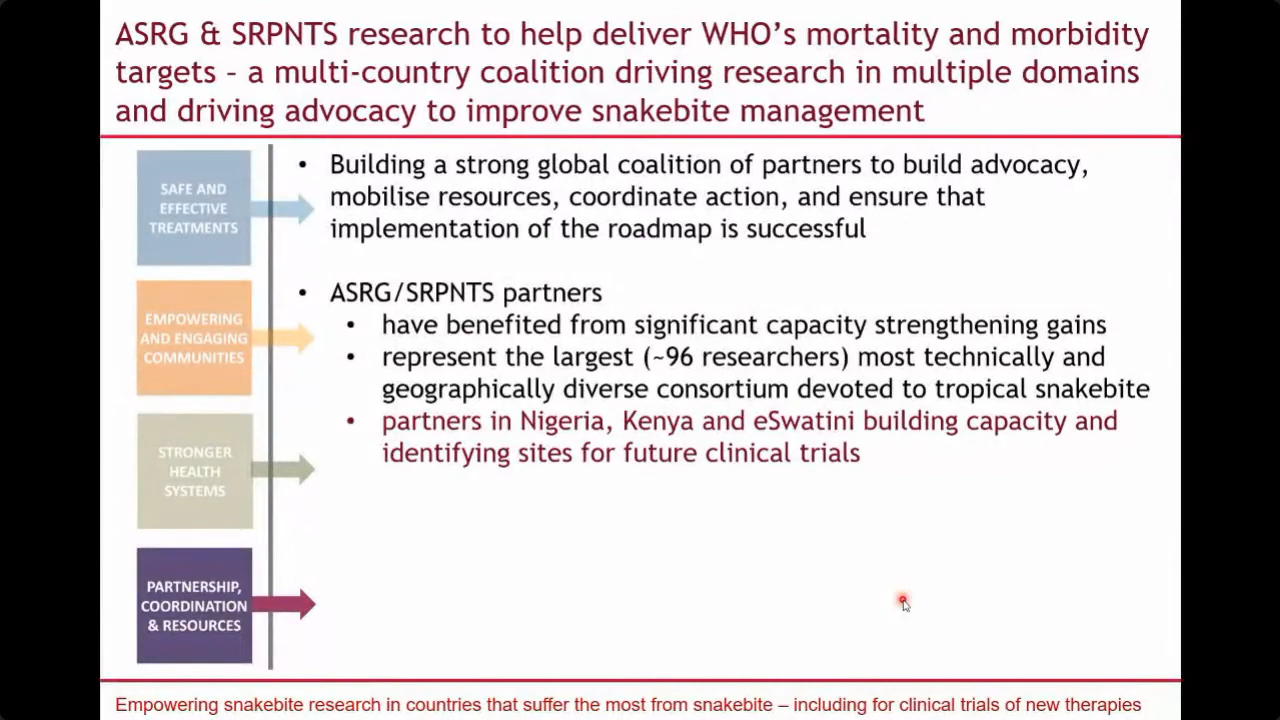 ASRG & SRPNTS research to help deliver WHO's mortality and morbidity
targets – a multi-country coalition driving research in multiple domains
and driving advocacy to improve snakebite management
SAFE AND
EFFECTIVE
TREATMENTS
• Building a strong global coalition of partners to build advocacy,
mobilise resources, coordinate action, and ensure that
implementation of the roadmap is successful
EMPOWERING
AND ENGAGING
COMMUNITIES
• ASRG/SRPNTS partners
• have benefited from significant capacity strengthening gains
• represent the largest (~96 researchers) most technically and
geographically diverse consortium devoted to tropical snakebite
• partners in Nigeria, Kenya and eSwatini building capacity and
identifying sites for future clinical trials
STRONGER
HEALTH
SYSTEMS
PARTNERSHIP,
COORDINATION
& RESOURCES
Empowering snakebite research in countries that suffer the most from snakebite – including for clinical trials of new therapies